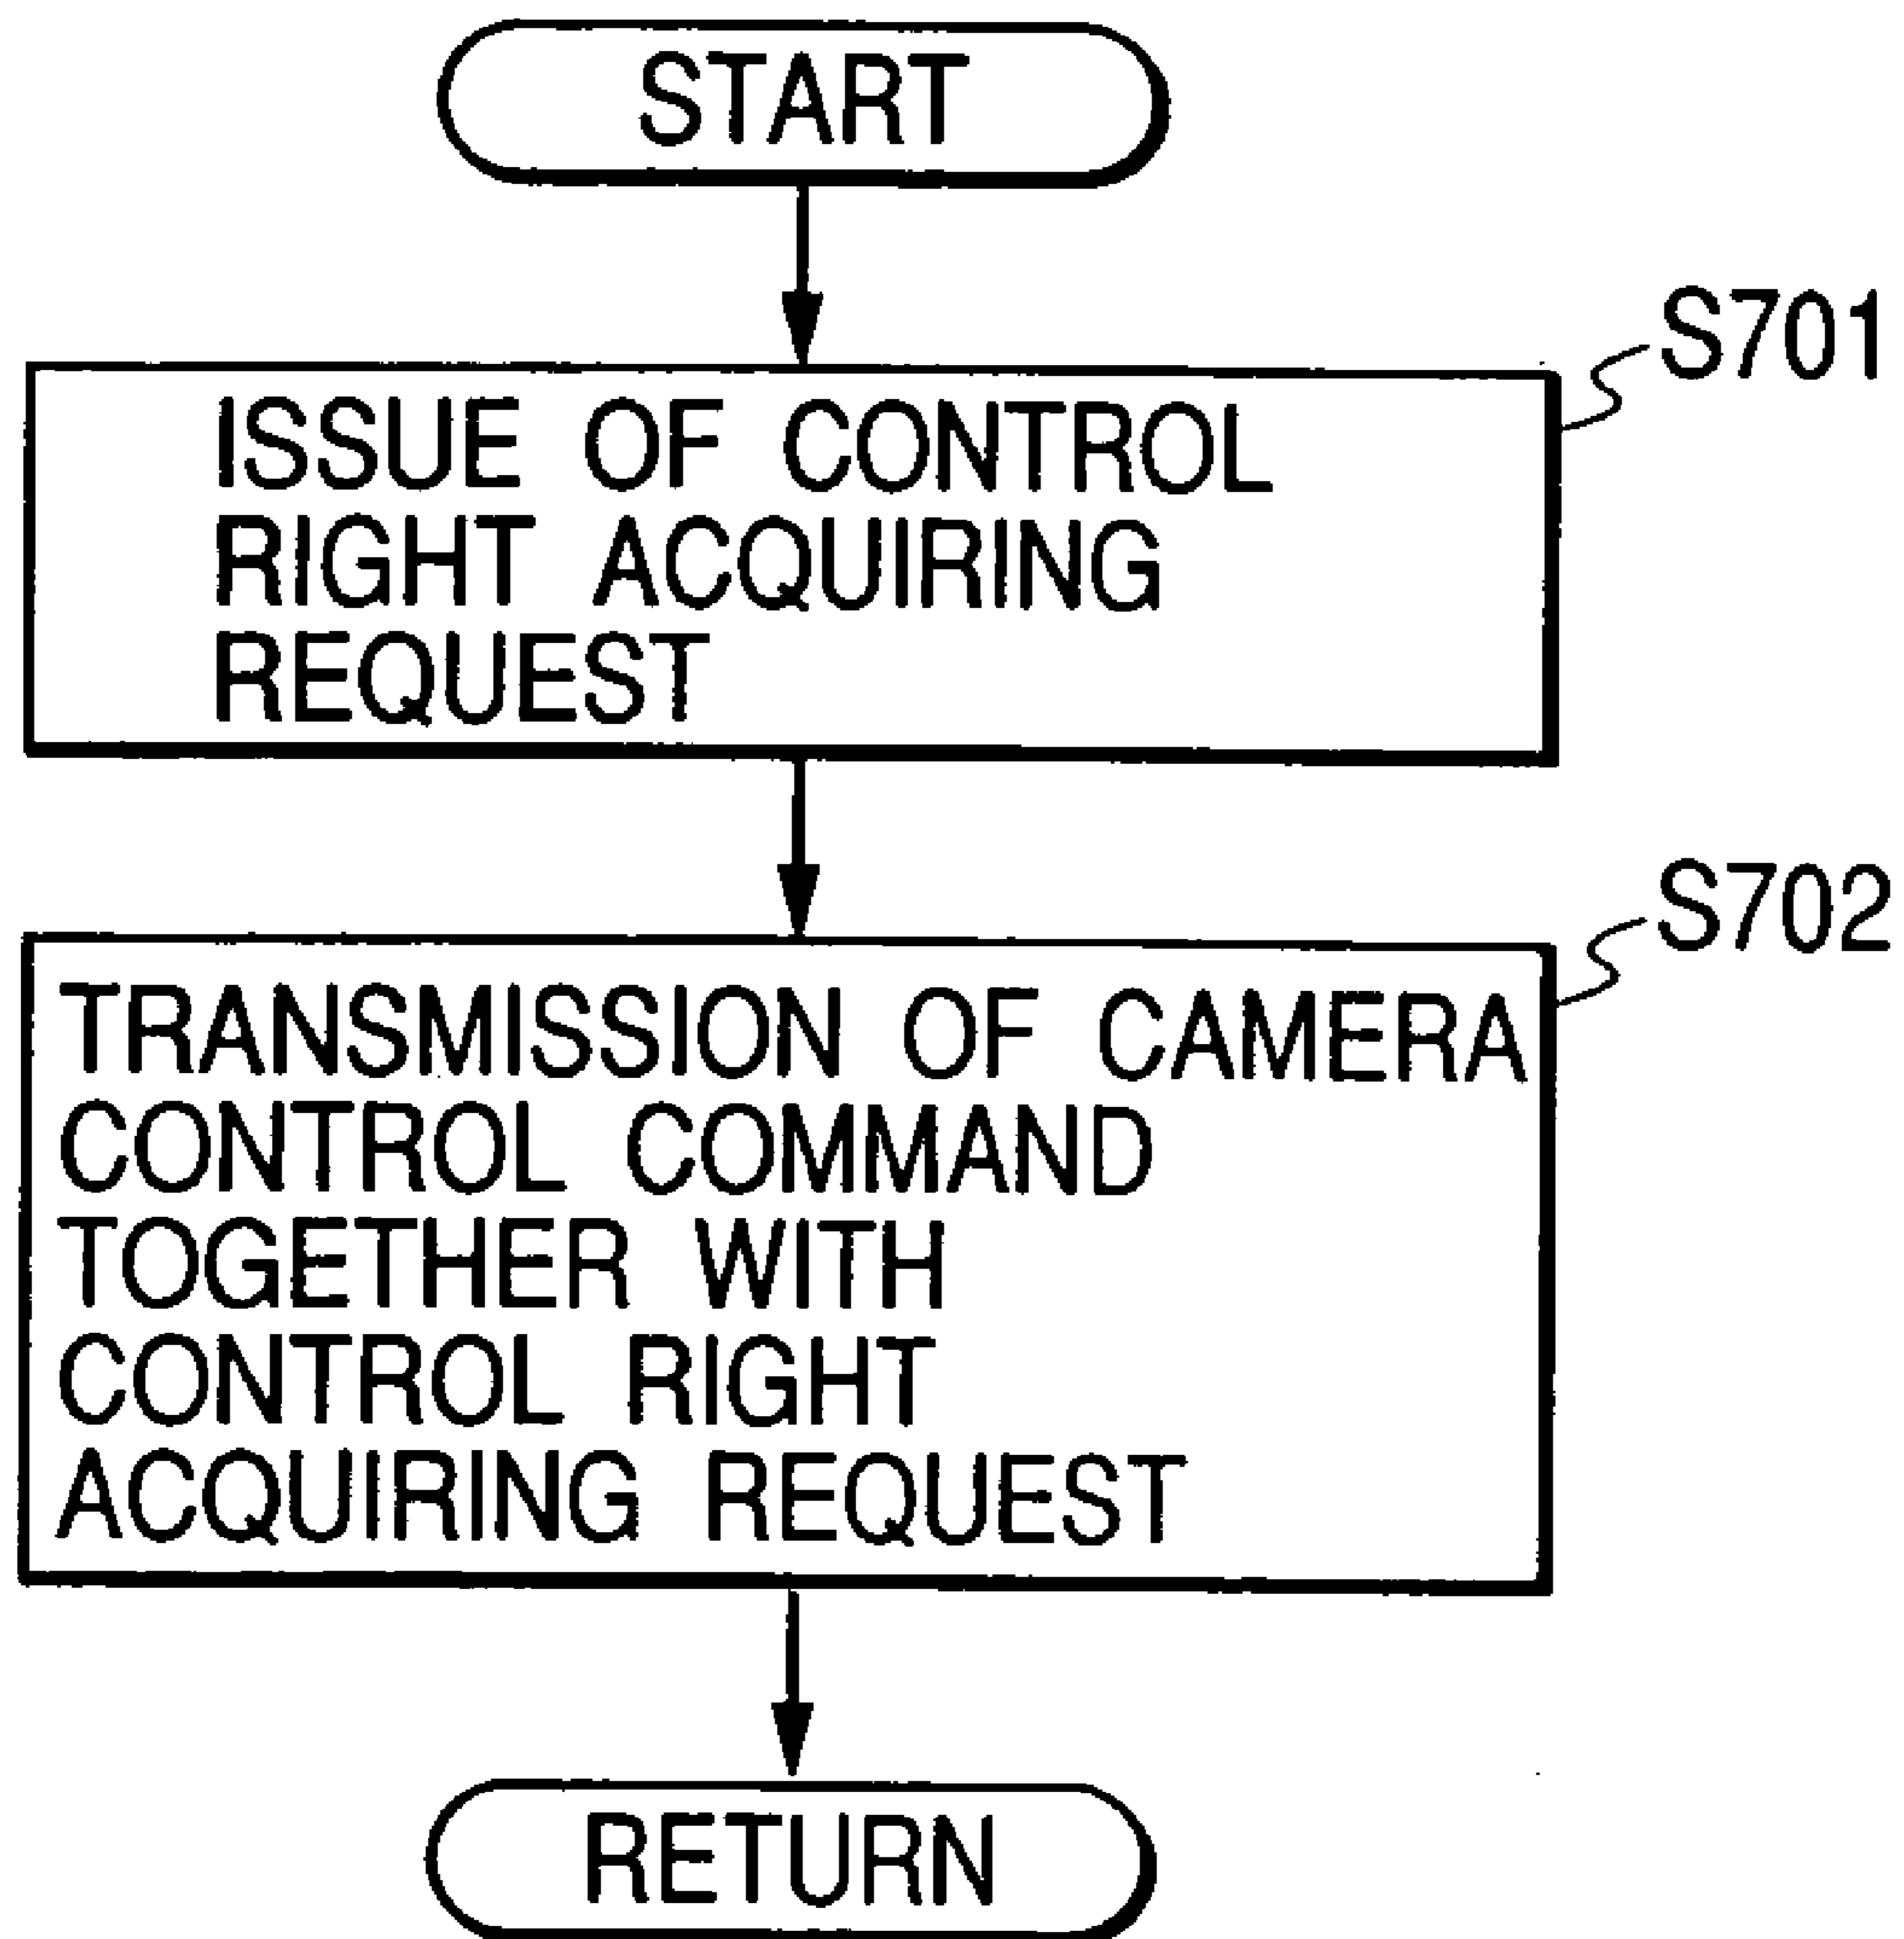 START
S701
ISSUE OF CONTROL
RIGHT ACQUIRING
REQUEST
S702
TRANSMISSION OF CAMERA
CONTROL COMMAND
TOGETHER WITH
CONTROL RIGHT
ACQUIRING REQUEST
RETURN